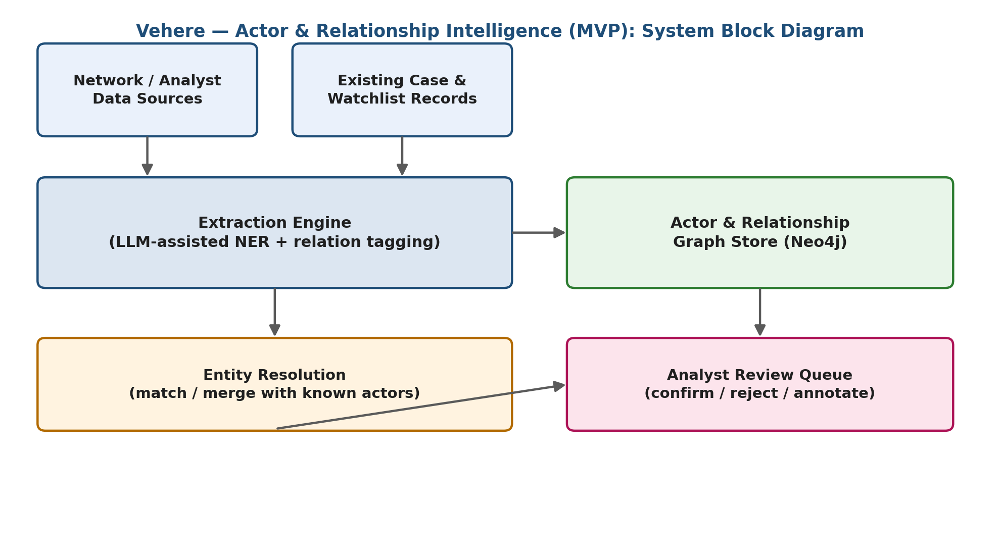 Vehere — Actor & Relationship Intelligence (MVP): System Block Diagram
Network / Analyst
Data Sources
Existing Case &
Watchlist Records
Extraction Engine
(LLM-assisted NER + relation tagging)
Actor & Relationship
Graph Store (Neo4j)
Entity Resolution
(match / merge with known actors)
Analyst Review Queue
(confirm / reject / annotate)